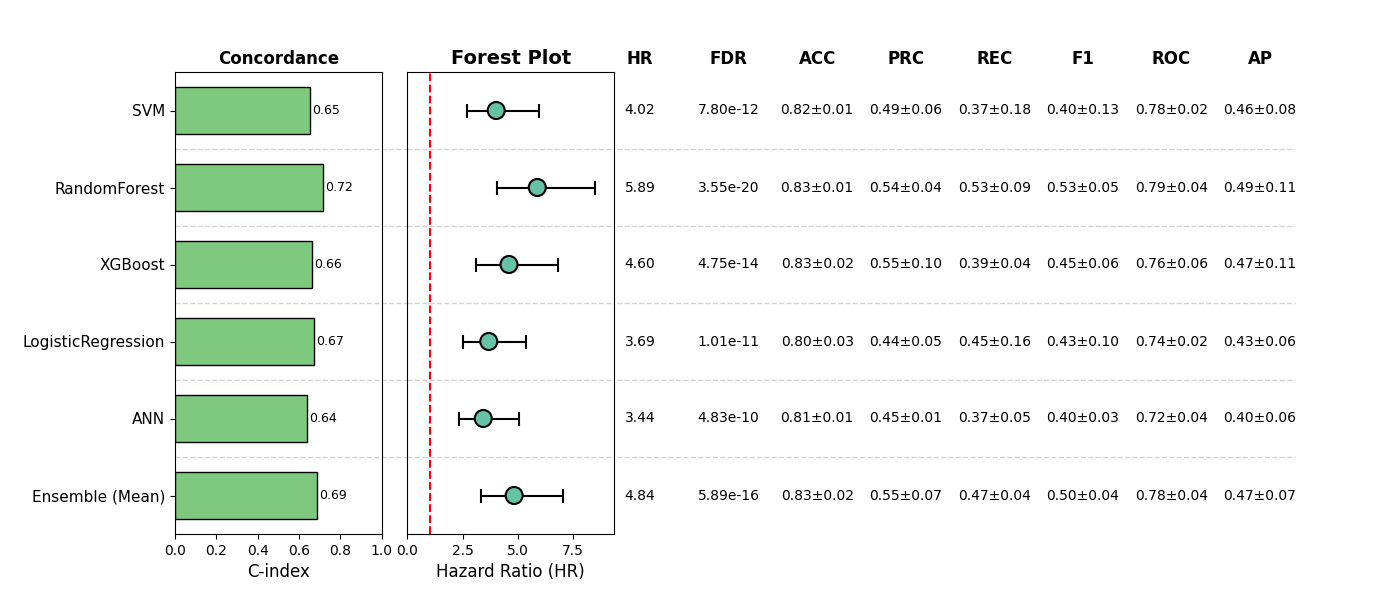 Concordance Forest Plot HR FDR ACC PRC REC F1 ROC AP
SVM 0.65 4.02 7.80e-12 0.82±0.01 0.49±0.06 0.37±0.18 0.40±0.13 0.78±0.02 0.46±0.08
RandomForest 0.72 5.89 3.55e-20 0.83±0.01 0.54±0.04 0.53±0.09 0.53±0.05 0.79±0.04 0.49±0.11
XGBoost 0.66 4.60 4.75e-14 0.83±0.02 0.55±0.10 0.39±0.04 0.45±0.06 0.76±0.06 0.47±0.11
LogisticRegression 0.67 3.69 1.01e-11 0.80±0.03 0.44±0.05 0.45±0.16 0.43±0.10 0.74±0.02 0.43±0.06
ANN 0.64 3.44 4.83e-10 0.81±0.01 0.45±0.01 0.37±0.05 0.40±0.03 0.72±0.04 0.40±0.06
Ensemble (Mean) 0.69 4.84 5.89e-16 0.83±0.02 0.55±0.07 0.47±0.04 0.50±0.04 0.78±0.04 0.47±0.07
0.0 0.2 0.4 0.6 0.8 1.0 0.0 2.5 5.0 7.5
C-index Hazard Ratio (HR)